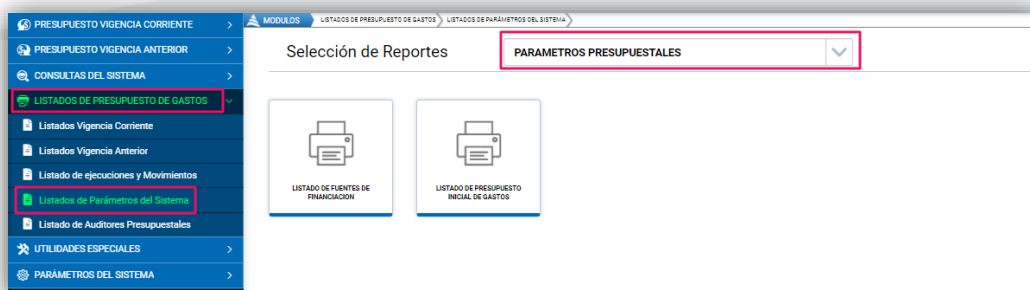 PRESUPUESTO VIGENCIA CORRIENTE
PRESUPUESTO VIGENCIA ANTERIOR
CONSULTAS DEL SISTEMA
LISTADOS DE PRESUPUESTO DE GASTOS
Listados Vigencia Corriente
Listados Vigencia Anterior
Listado de ejecuciones y Movimientos
Listados de Parámetros del Sistema
Listado de Auditores Presupuestales
UTILIDADES ESPECIALES
PARÁMETROS DEL SISTEMA
MODULOS LISTADOS DE PRESUPUESTO DE GASTOS LISTADOS DE PARÁMETROS DEL SISTEMA
Selección de Reportes PARAMETROS PRESUPUESTALES
LISTADO DE FUENTES DE
FINANCIACION
LISTADO DE PRESUPUESTO
INICIAL DE GASTOS